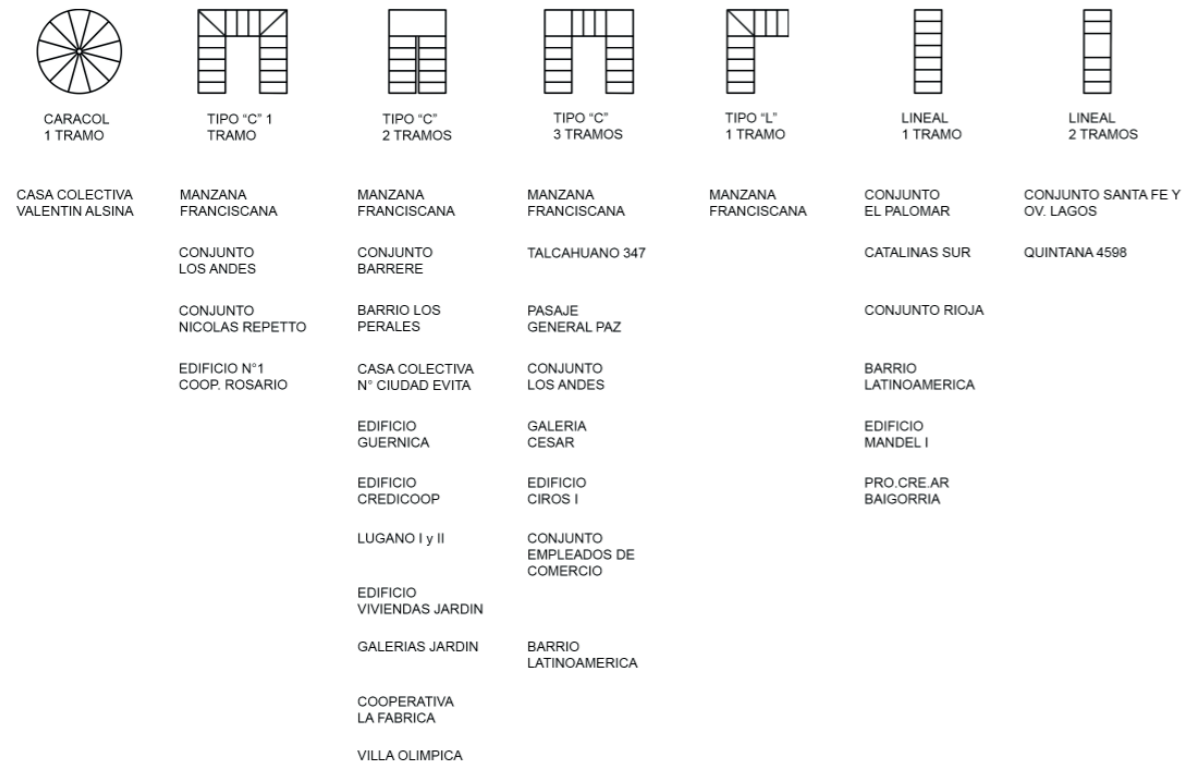 CARACOL
1 TRAMO
TIPO “C” 1
TRAMO
TIPO “C”
2 TRAMOS
TIPO “C”
3 TRAMOS
TIPO “L”
1 TRAMO
LINEAL
1 TRAMO
LINEAL
2 TRAMOS
CASA COLECTIVA
VALENTIN ALSINA
MANZANA
FRANCISCANA
CONJUNTO
LOS ANDES
CONJUNTO
NICOLAS REPETTO
EDIFICIO N°1
COOP. ROSARIO
MANZANA
FRANCISCANA
CONJUNTO
BARRERE
BARRIO LOS
PERALES
CASA COLECTIVA
N° CIUDAD EVITA
EDIFICIO
GUERNICA
EDIFICIO
CREDICOOP
LUGANO I y II
EDIFICIO
VIVIENDAS JARDIN
GALERIAS JARDIN
COOPERATIVA
LA FABRICA
VILLA OLIMPICA
MANZANA
FRANCISCANA
TALCAHUANO 347
PASAJE
GENERAL PAZ
CONJUNTO
LOS ANDES
GALERIA
CESAR
EDIFICIO
CIROS I
CONJUNTO
EMPLEADOS DE
COMERCIO
BARRIO
LATINOAMERICA
MANZANA
FRANCISCANA
CONJUNTO
EL PALOMAR
CATALINAS SUR
CONJUNTO RIOJA
BARRIO
LATINOAMERICA
EDIFICIO
MANDEL I
PRO.CRE.AR
BAIGORRIA
CONJUNTO SANTA FE Y
OV. LAGOS
QUINTANA 4598